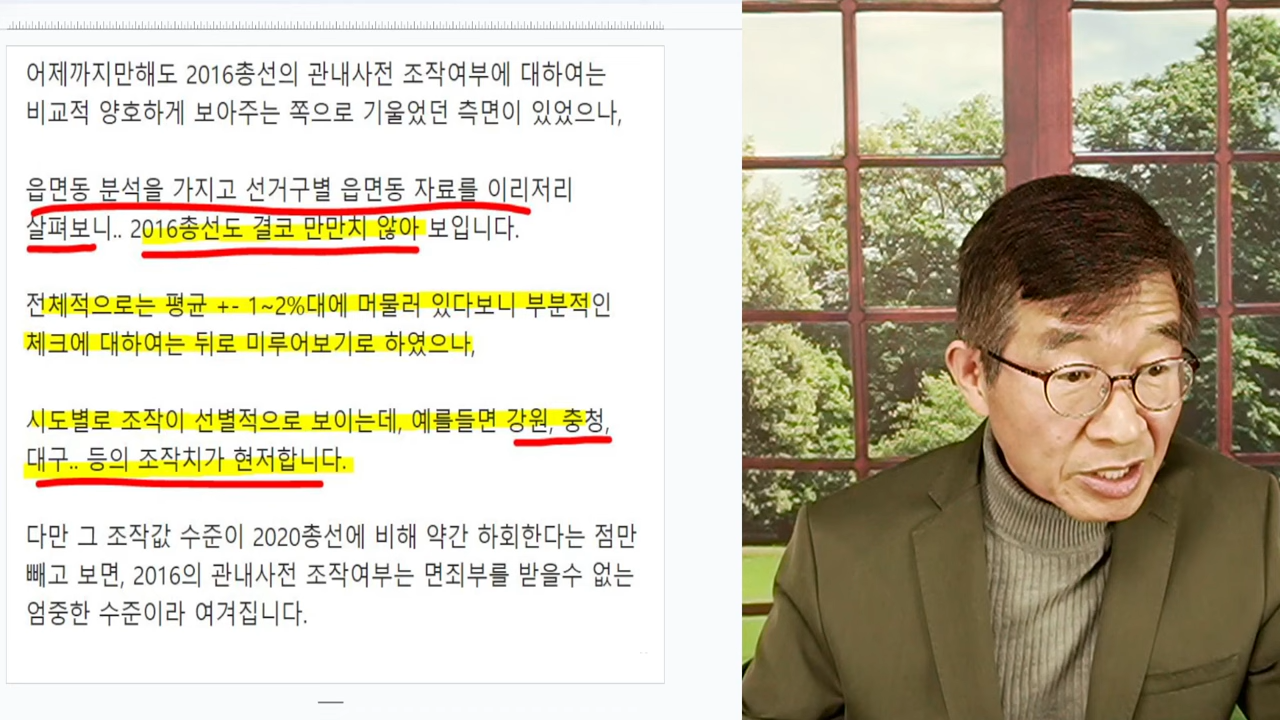 어제까지만해도 2016총선의 관내사전 조작여부에 대하여는
비교적 양호하게 보아주는 쪽으로 기울었던 측면이 있었으나,
읍면동 분석을 가지고 선거구별 읍면동 자료를 이리저리
살펴보니.. 2016총선도 결코 만만치 않아 보입니다.
전체적으로는 평균 +- 1~2%대에 머물러 있다보니 부분적인
체크에 대하여는 뒤로 미루어보기로 하였으나,
시도별로 조작이 선별적으로 보이는데, 예를들면 강원, 충청,
대구.. 등의 조작치가 현저합니다.
다만 그 조작값 수준이 2020총선에 비해 약간 하회한다는 점만
빼고 보면, 2016의 관내사전 조작여부는 면죄부를 받을수 없는
엄중한 수준이라 여겨집니다.